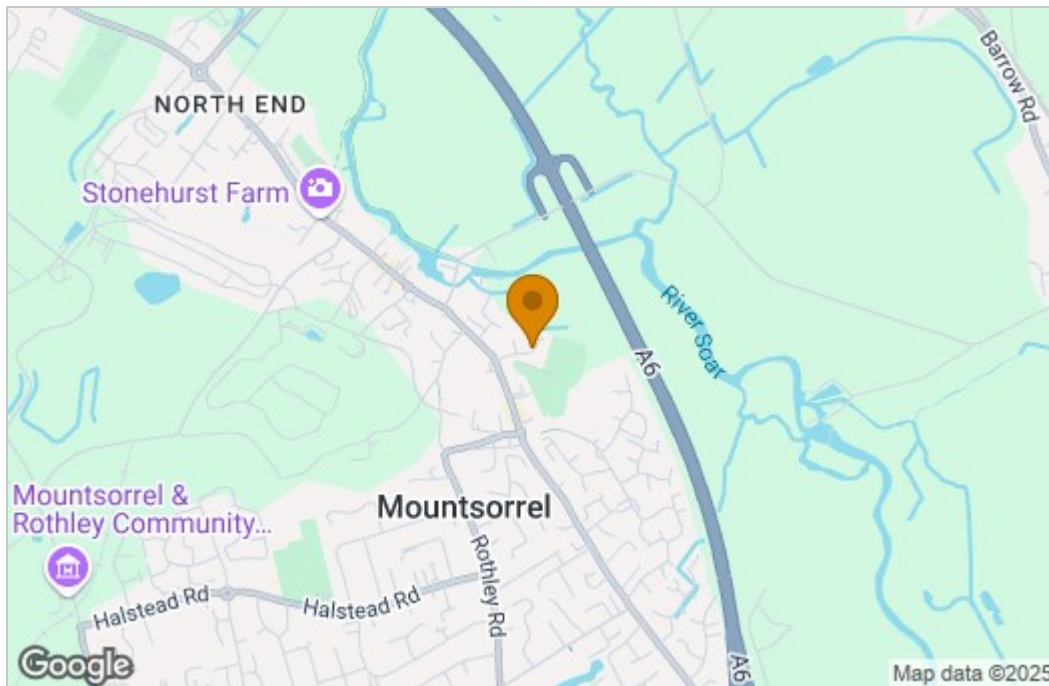 NORTH END
Stonehurst Farm
Barrow Rd
River Soar
A6
Mountsorrel
Mountsorrel &
Rothley Community...
Halstead Rd
Halstead Rd
Rothley Rd
A6
Google
Map data ©2025